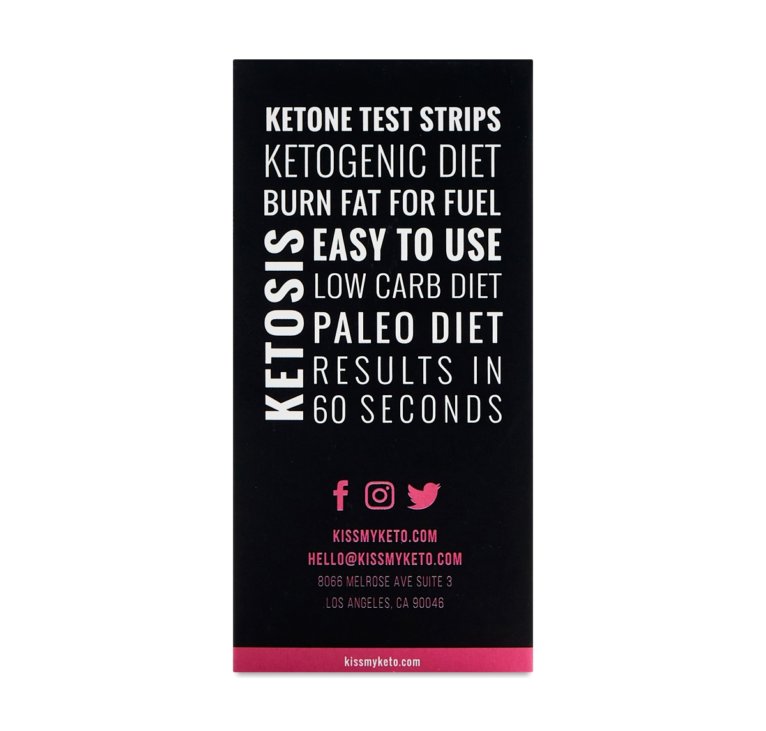 KETONE TEST STRIPS
KETOGENIC DIET
BURN FAT FOR FUEL
KETOSIS
EASY TO USE
LOW CARB DIET
PALEO DIET
RESULTS IN
60 SECONDS
KISSMYKETO.COM
HELLO@KISSMYKETO.COM
8066 MELROSE AVE SUITE 3
LOS ANGELES, CA 90046
kissmyketo.com